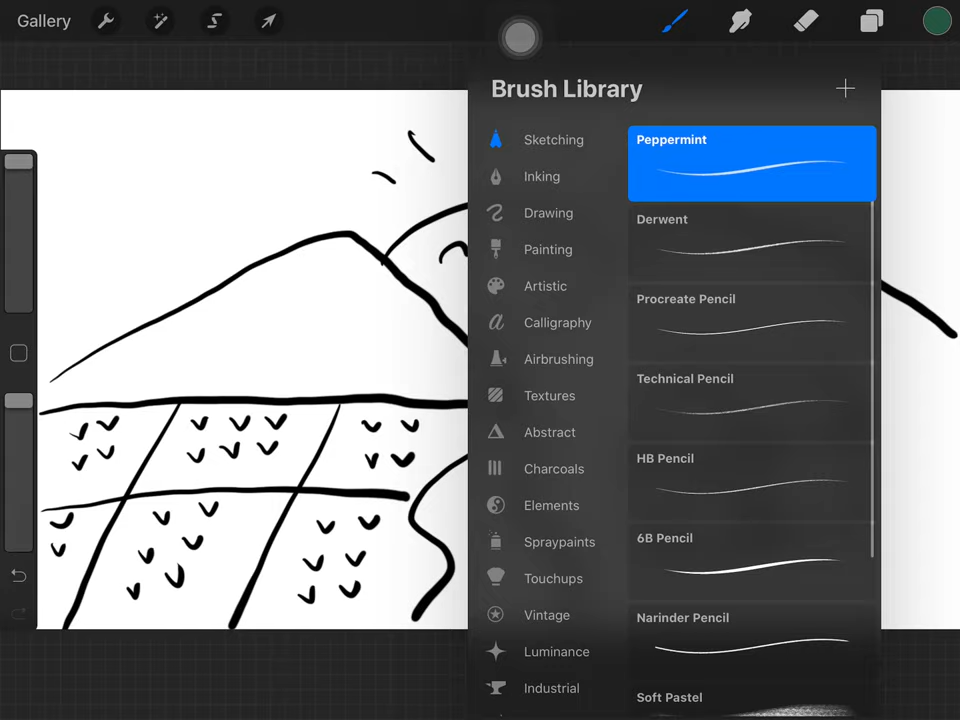 Gallery
Brush Library
Sketching
Inking
Drawing
Painting
Artistic
Calligraphy
Airbrushing
Textures
Abstract
Charcoals
Elements
Spraypaints
Touchups
Vintage
Luminance
Industrial
Peppermint
Derwent
Procreate Pencil
Technical Pencil
HB Pencil
6B Pencil
Narinder Pencil
Soft Pastel